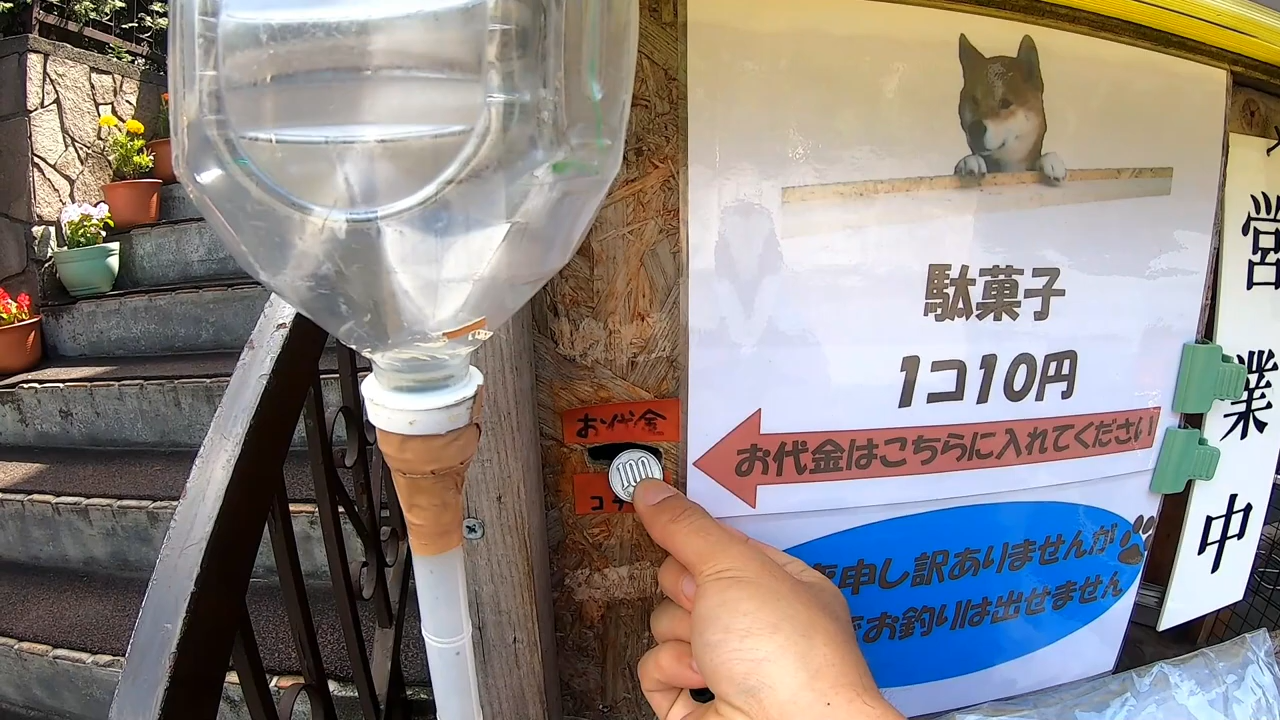 駄菓子
1コ10円
お代金はこちらに入れてください
お代金
コ
100
申し訳ありませんが
お釣りは出せません
営業中